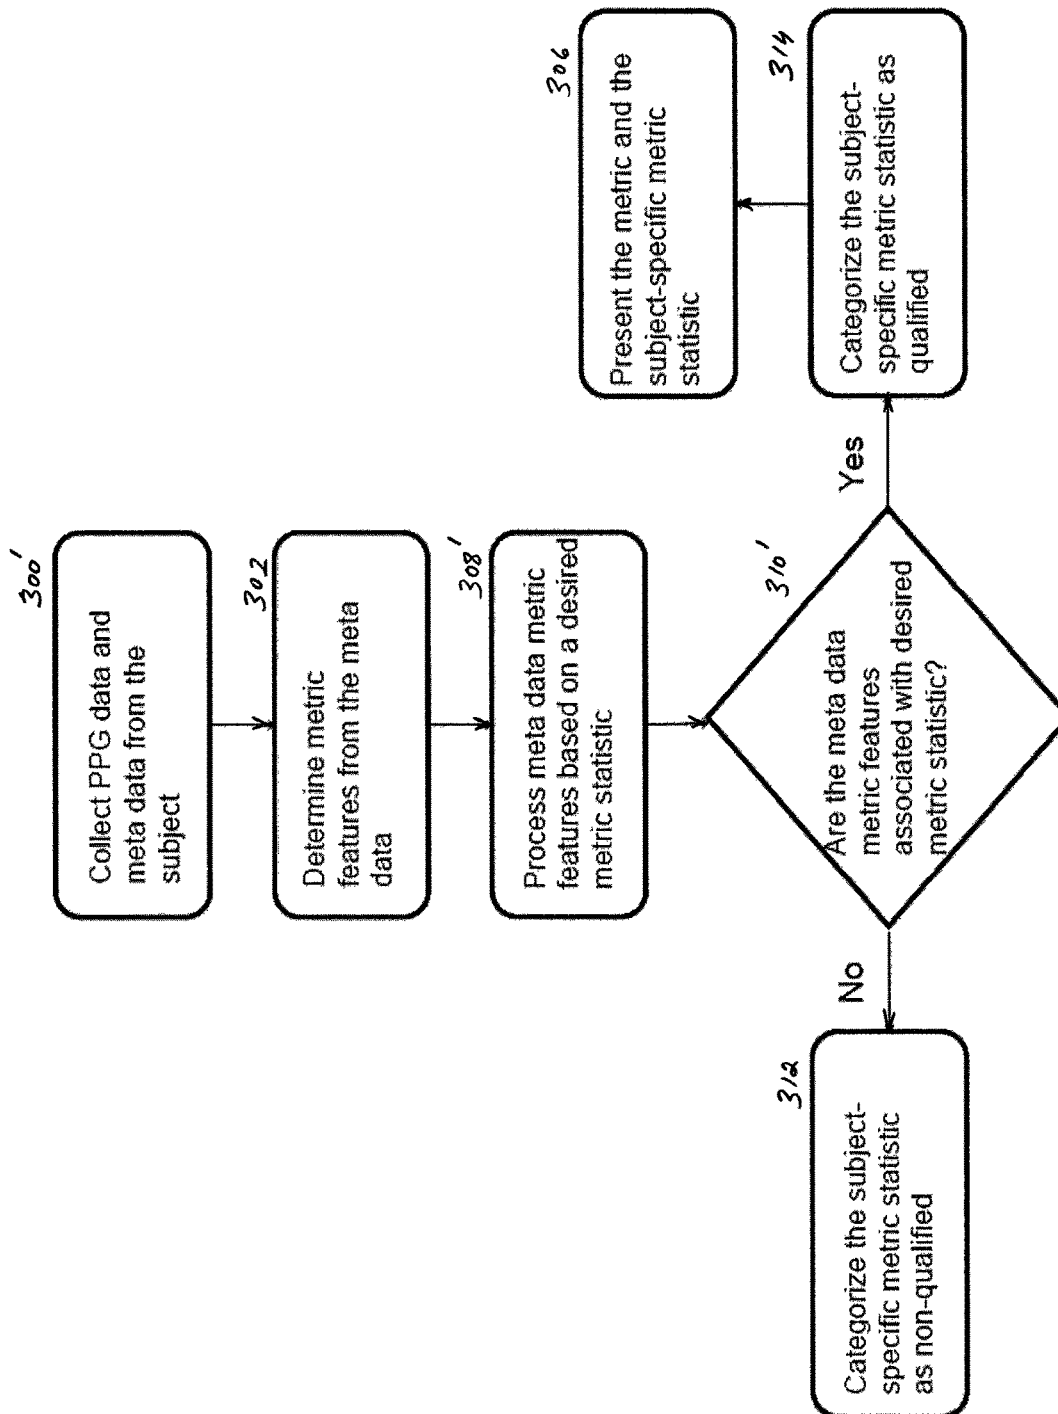 300'
Collect PPG data and
meta data from the
subject
302
Determine metric
features from the meta
data
308'
Process meta data metric
features based on a desired
metric statistic
310'
Are the meta data
metric features
associated with desired
metric statistic?
No
Yes
312
Categorize the subject-
specific metric statistic
as non-qualified
314
Categorize the subject-
specific metric statistic as
qualified
306
Present the metric and the
subject-specific metric
statistic